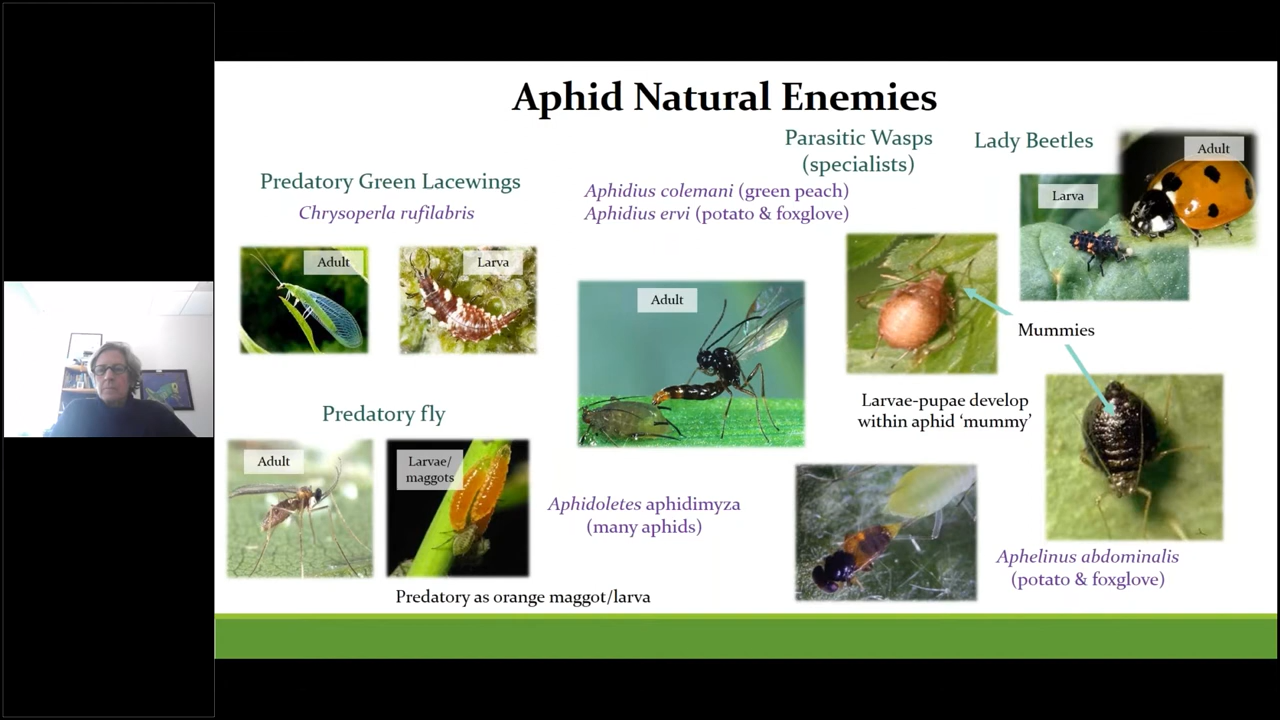 Aphid Natural Enemies
Predatory Green Lacewings
Chrysoperla rufilabris
Adult
Larva
Predatory fly
Adult
Larvae/
maggots
Predatory as orange maggot/larva
Parasitic Wasps
(specialists)
Aphidius colemani (green peach)
Aphidius ervi (potato & foxglove)
Adult
Aphidoletes aphidimyza
(many aphids)
Lady Beetles
Adult
Larva
Mummies
Larvae-pupae develop
within aphid ‘mummy’
Aphelinus abdominalis
(potato & foxglove)